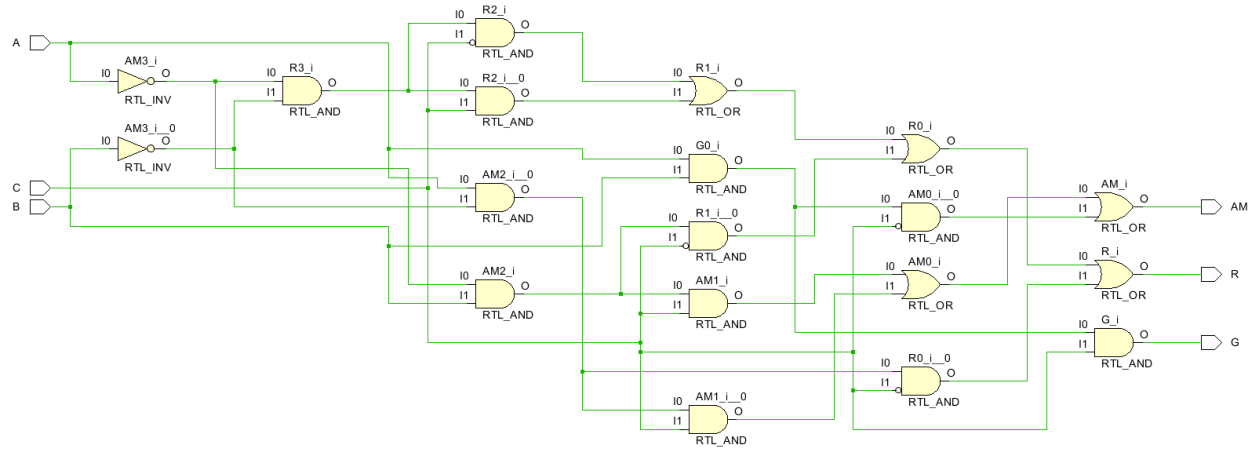 A
AM3_i
I0
O
RTL_INV
AM3_i__0
I0
O
RTL_INV
C
B
R3_i
I0
I1
O
RTL_AND
R2_i
I0
I1
O
RTL_AND
R2_i__0
I0
I1
O
RTL_AND
AM2_i__0
I0
I1
O
RTL_AND
AM2_i
I0
I1
O
RTL_AND
R1_i
I0
I1
O
RTL_OR
G0_i
I0
I1
O
RTL_AND
R1_i__0
I0
I1
O
RTL_AND
AM1_i
I0
I1
O
RTL_AND
AM1_i__0
I0
I1
O
RTL_AND
R0_i
I0
I1
O
RTL_OR
AM0_i__0
I0
I1
O
RTL_AND
AM0_i
I0
I1
O
RTL_OR
R0_i__0
I0
I1
O
RTL_AND
AM_i
I0
I1
O
RTL_OR
R_i
I0
I1
O
RTL_OR
G_i
I0
I1
O
RTL_AND
AM
R
G